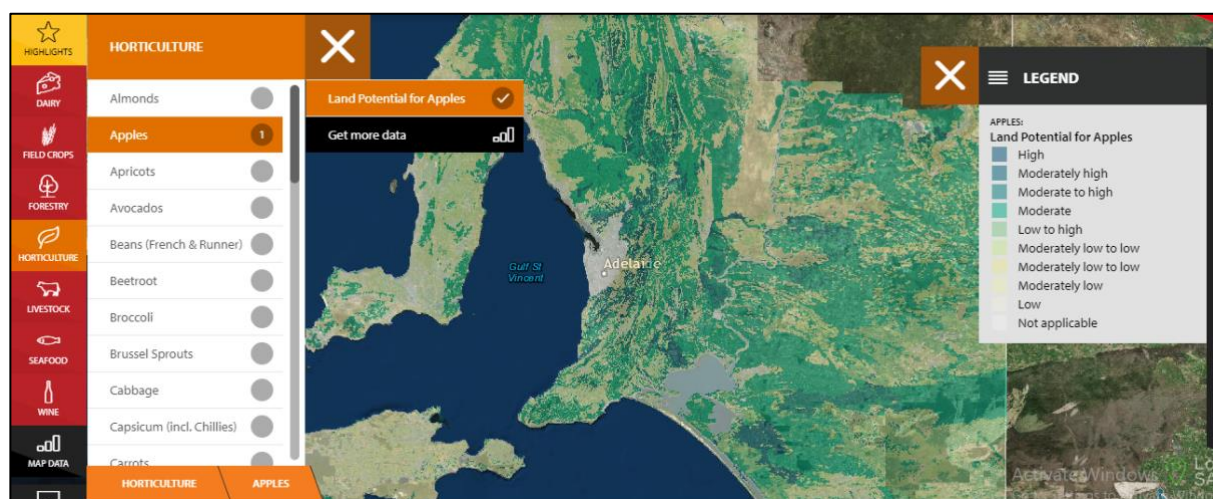 HIGHLIGHTS
DAIRY
FIELD CROPS
FORESTRY
HORTICULTURE
LIVESTOCK
SEAFOOD
WINE
MAP DATA
HORTICULTURE
Almonds
Apples 1
Apricots
Avocados
Beans (French & Runner)
Beetroot
Broccoli
Brussel Sprouts
Cabbage
Capsicum (incl. Chillies)
Carrots
HORTICULTURE APPLES
Land Potential for Apples
Get more data
Gulf St
Vincent
Adelaide
LEGEND
APPLES:
Land Potential for Apples
High
Moderately high
Moderate to high
Moderate
Low to high
Moderately low to low
Moderately low to low
Moderately low
Low
Not applicable
Activate Windows